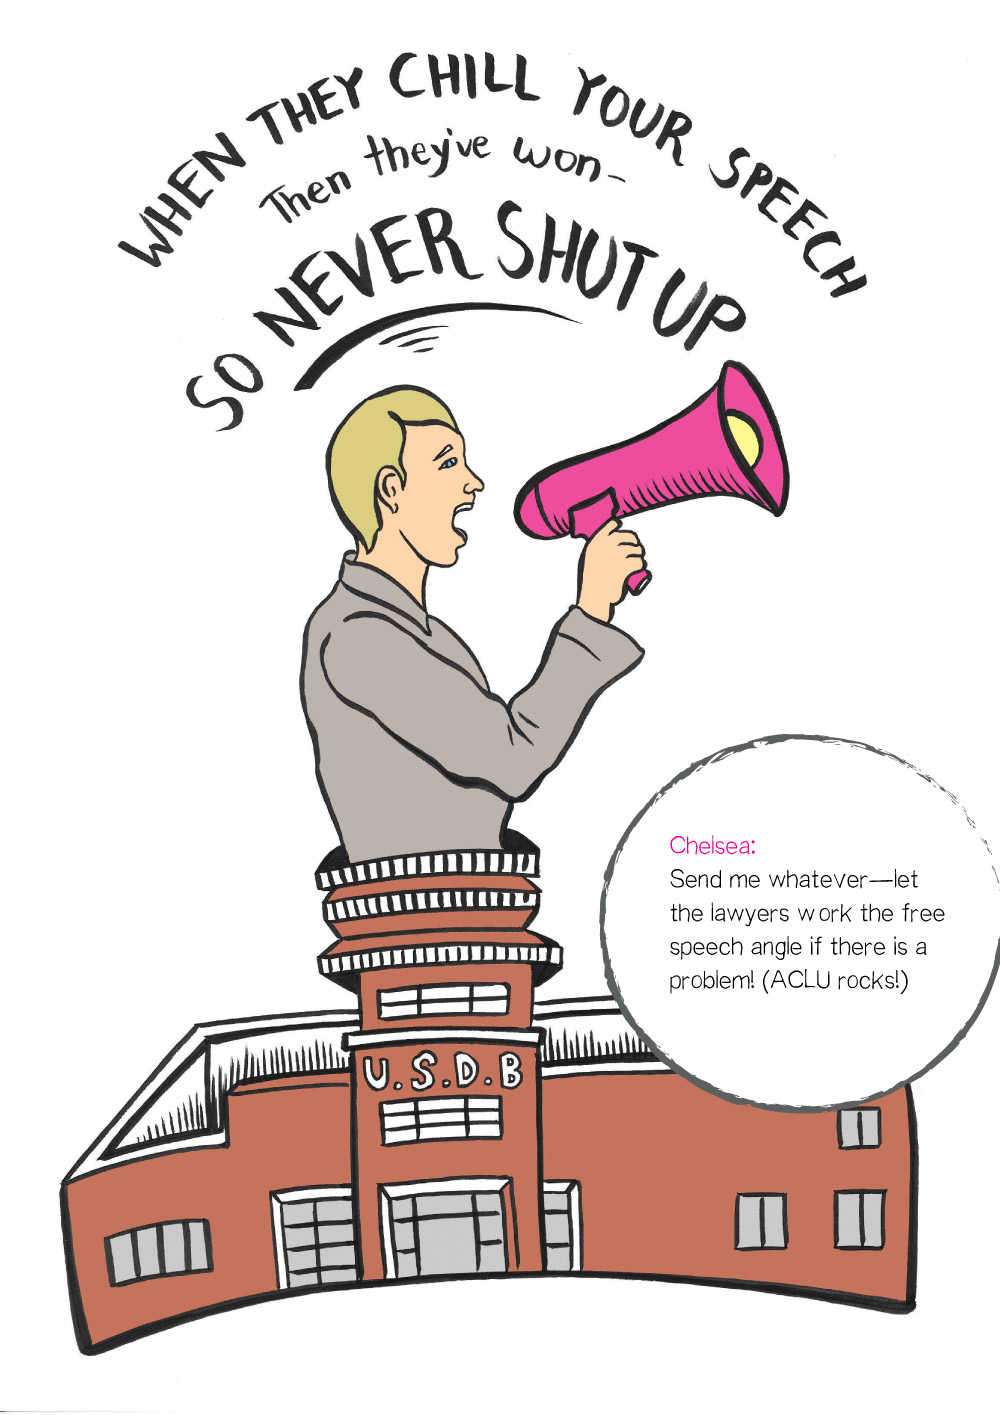 WHEN THEY CHILL YOUR SPEECH
Then they've won-
SO NEVER SHUT UP
Chelsea:
Send me whatever—let
the lawyers work the free
speech angle if there is a
problem! (ACLU rocks!)
U.S.D.B